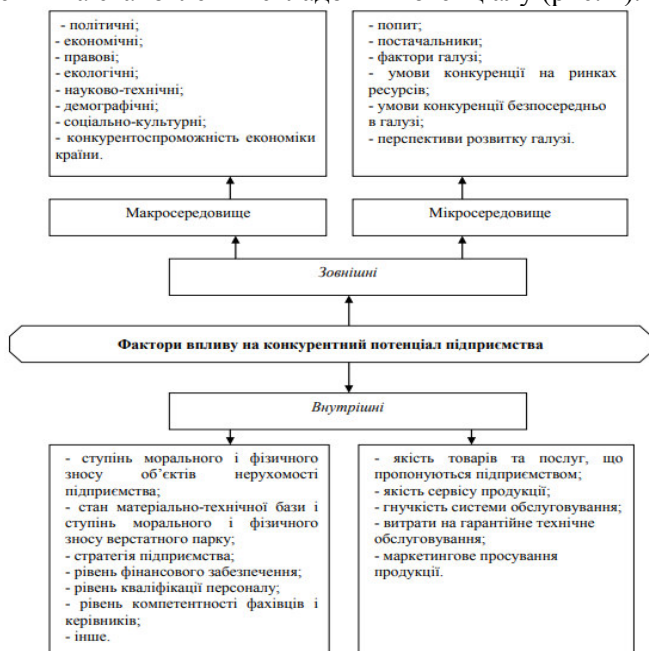 - політичні;
- економічні;
- правові;
- екологічні;
- науково-технічні;
- демографічні;
- соціально-культурні;
- конкурентоспроможність економіки
країни.
- попит;
- постачальники;
- фактори галузі;
- умови конкуренції на ринках
ресурсів;
- умови конкуренції безпосередньо
в галузі;
- перспективи розвитку галузі.
Макросередовище
Мікросередовище
Зовнішні
Фактори впливу на конкурентний потенціал підприємства
Внутрішні
- ступінь морального і фізичного
зносу об’єктів нерухомості
підприємства;
- стан матеріально-технічної бази і
ступінь морального і фізичного
зносу верстатного парку;
- стратегія підприємства;
- рівень фінансового забезпечення;
- рівень кваліфікації персоналу;
- рівень компетентності фахівців і
керівників;
- інше.
- якість товарів та послуг, що
пропонуються підприємством;
- якість сервісу продукції;
- гнучкість системи обслуговування;
- витрати на гарантійне технічне
обслуговування;
- маркетингове просування
продукції.